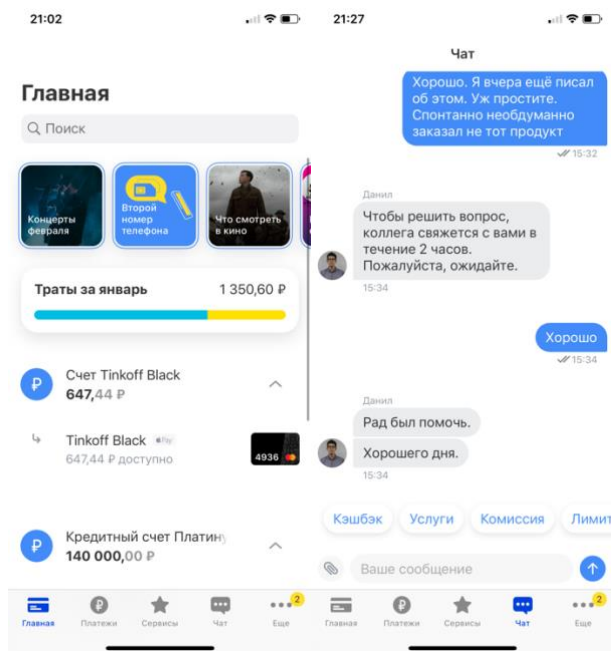 21:02
Главная
Поиск
Концерты
февраля
Второй
номер
телефона
Что смотреть
в кино
Траты за январь 1 350,60 ₽
Счет Tinkoff Black
647,44 ₽
Tinkoff Black Pay
647,44 ₽ доступно
4936
Кредитный счет Платин
140 000,00 ₽
2
Главная Платежи Сервисы Чат Еще
21:27
Чат
Хорошо. Я вчера ещё писал
об этом. Уж простите.
Спонтанно необдуманно
заказал не тот продукт
15:32
Данил
Чтобы решить вопрос,
коллега свяжется с вами в
течение 2 часов.
Пожалуйста, ожидайте.
15:34
Хорошо
15:34
Данил
Рад был помочь.
Хорошего дня.
15:34
Кэшбэк Услуги Комиссия Лимит
Ваше сообщение
2
Главная Платежи Сервисы Чат Еще